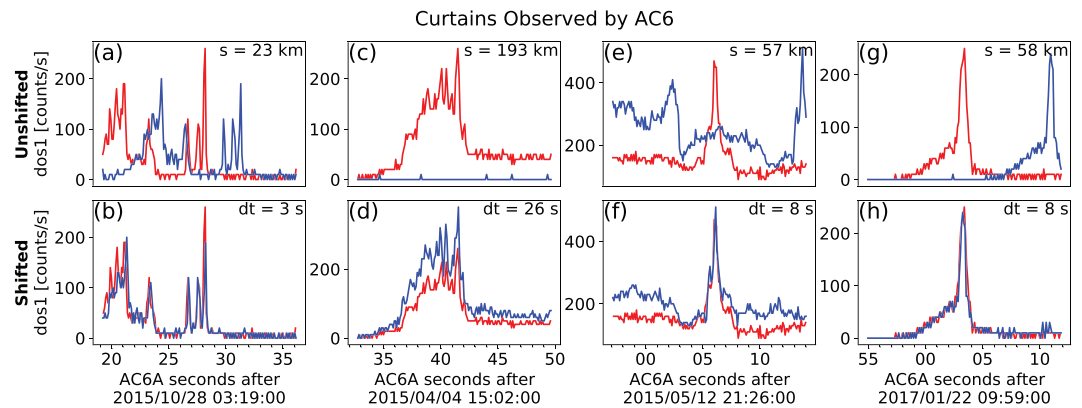 Curtains Observed by AC6
Unshifted
dos1 [counts/s]
(a) s = 23 km
200
100
0
(c) s = 193 km
200
100
0
(e) s = 57 km
400
200
(g) s = 58 km
200
100
0
Shifted
dos1 [counts/s]
(b) dt = 3 s
200
100
0
20 25 30 35
AC6A seconds after
2015/10/28 03:19:00
(d) dt = 26 s
200
0
35 40 45 50
AC6A seconds after
2015/04/04 15:02:00
(f) dt = 8 s
400
200
00 05 10
AC6A seconds after
2015/05/12 21:26:00
(h) dt = 8 s
200
100
0
55 00 05 10
AC6A seconds after
2017/01/22 09:59:00